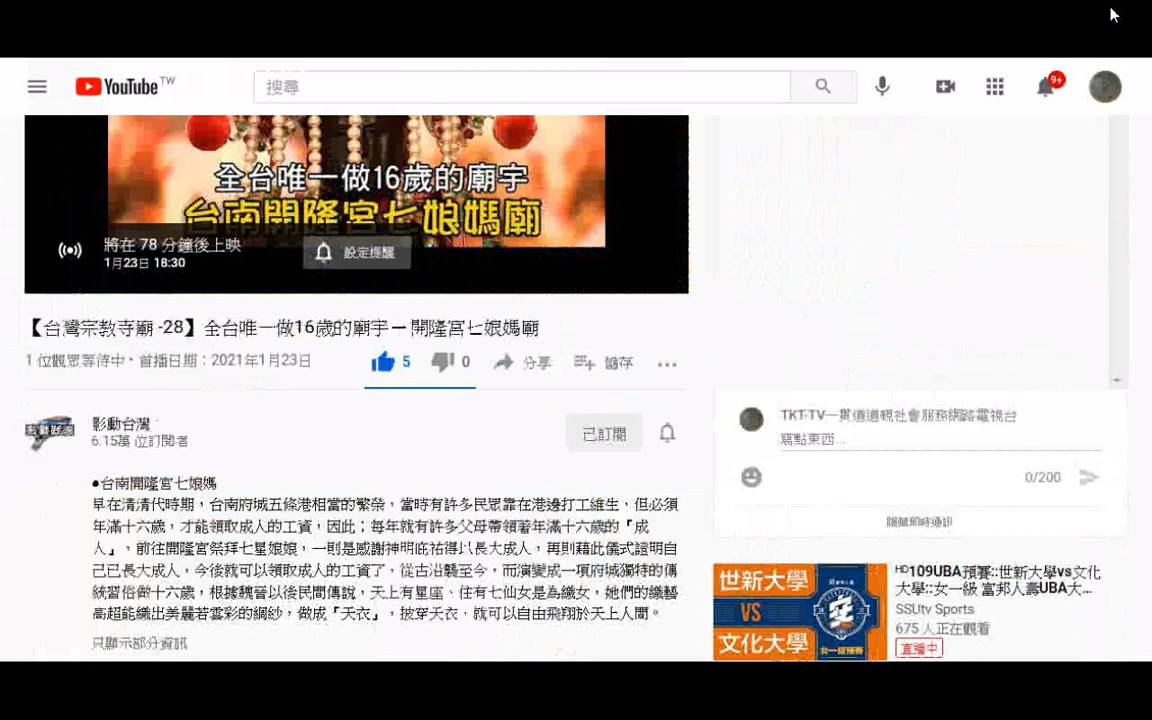 YouTube TW
搜尋
9+
全台唯一做16歲的廟宇
台南開隆宮七娘媽廟
將在 78 分鐘後上映
1月23日 18:30
設定提醒
【台灣宗教寺廟 -28】全台唯一做16歲的廟宇－開隆宮七娘媽廟
1 位觀眾等待中 • 首播日期：2021年1月23日
5
0
分享
儲存
影動台灣
6.15萬 位訂閱者
已訂閱
●台南開隆宮七娘媽
早在清清代時期，台南府城五條港相當的繁榮，當時有許多民眾靠在港邊打工維生，但必須
年滿十六歲，才能領取成人的工資，因此；每年就有許多父母帶領著年滿十六歲的「成
人」，前往開隆宮祭拜七星娘娘，一則是感謝神明庇祐得以長大成人，再則藉此儀式證明自
己已長大成人，今後就可以領取成人的工資了，從古沿襲至今，而演變成一項府城獨特的傳
統習俗做十六歲，根據魏晉以後民間傳說，天上有星座、住有七仙女是為織女，她們的織藝
高超能織出美麗若雲彩的綢紗，做成「天衣」，披穿天衣，就可以自由飛翔於天上人間。
只顯示部分資訊
TKT-TV一貫道道親社會服務網路電視台
寫點東西...
0/200
隱藏即時通訊
世新大學
VS
文化大學
女一級預賽
HD109UBA預賽::世新大學vs文化
大學::女一級 富邦人壽UBA大...
SSUtv Sports
675 人正在觀看
直播中